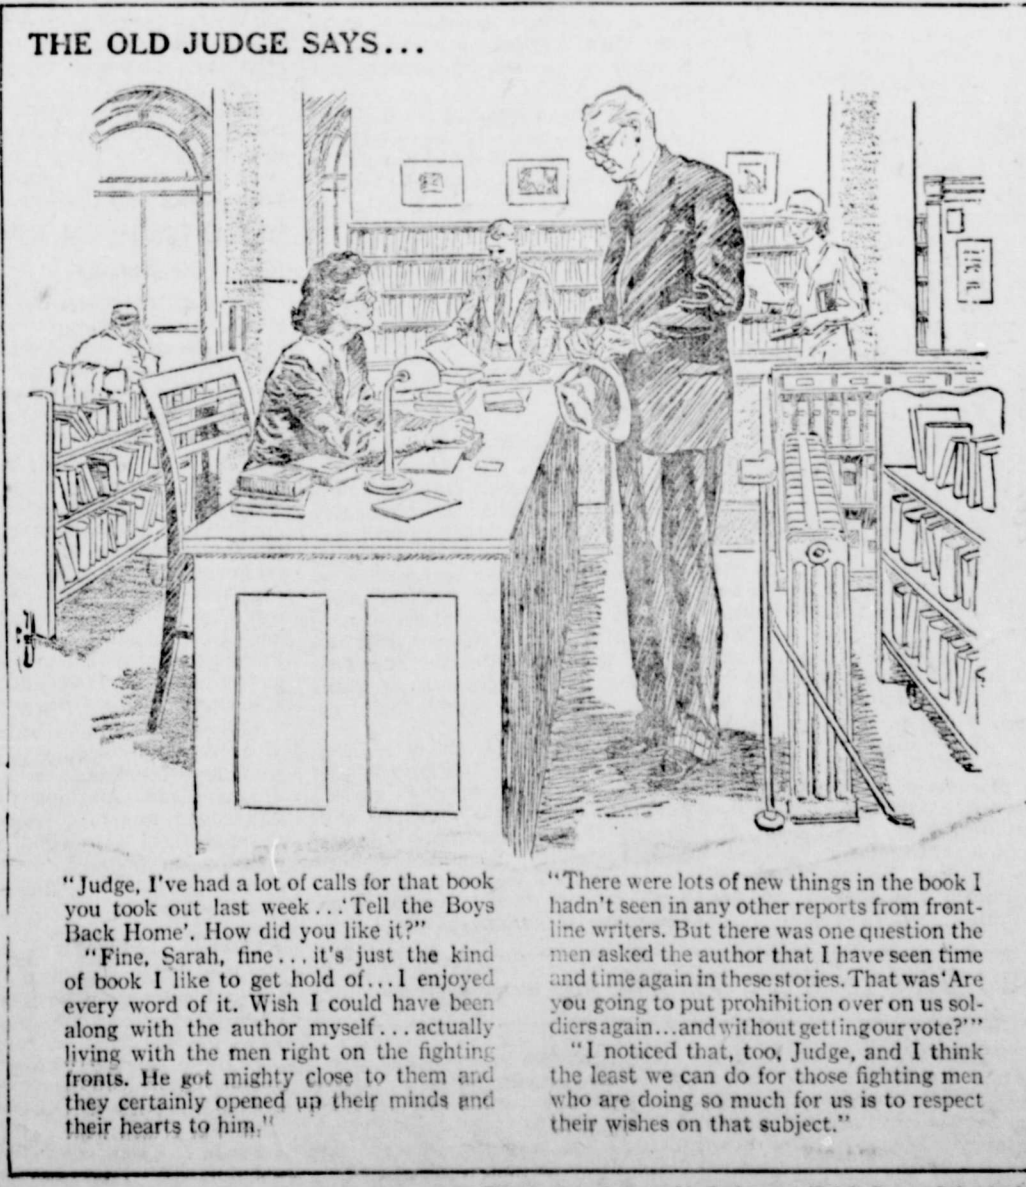 THE OLD JUDGE SAYS...
"Judge, I've had a lot of calls for that book
you took out last week...'Tell the Boys
Back Home'. How did you like it?"
"Fine, Sarah, fine...it's just the kind
of book I like to get hold of...I enjoyed
every word of it. Wish I could have been
along with the author myself...actually
living with the men right on the fighting
fronts. He got mighty close to them and
they certainly opened up their minds and
their hearts to him."
"There were lots of new things in the book I
hadn't seen in any other reports from front-
line writers. But there was one question the
men asked the author that I have seen time
and time again in these stories. That was 'Are
you going to put prohibition over on us sol-
diers again...and without getting our vote?'"
"I noticed that, too, Judge, and I think
the least we can do for those fighting men
who are doing so much for us is to respect
their wishes on that subject."